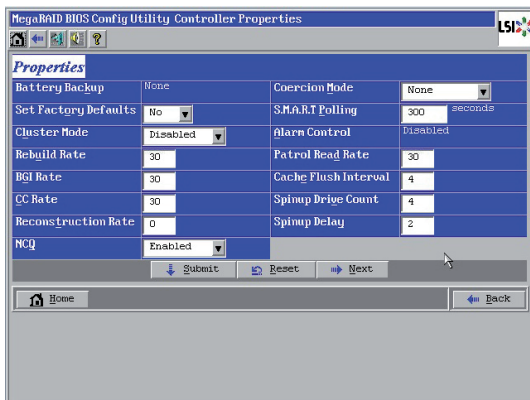 MegaRAID BIOS Config Utility Controller Properties
LSI
Properties
Battery Backup None Coercion Mode None
Set Factory Defaults No S.M.A.R.T Polling 300 seconds
Cluster Mode Disabled Alarm Control Disabled
Rebuild Rate 30 Patrol Read Rate 30
BGI Rate 30 Cache Flush Interval 4
CC Rate 30 Spinup Drive Count 4
Reconstruction Rate 0 Spinup Delay 2
NCQ Enabled
Submit Reset Next
Home Back